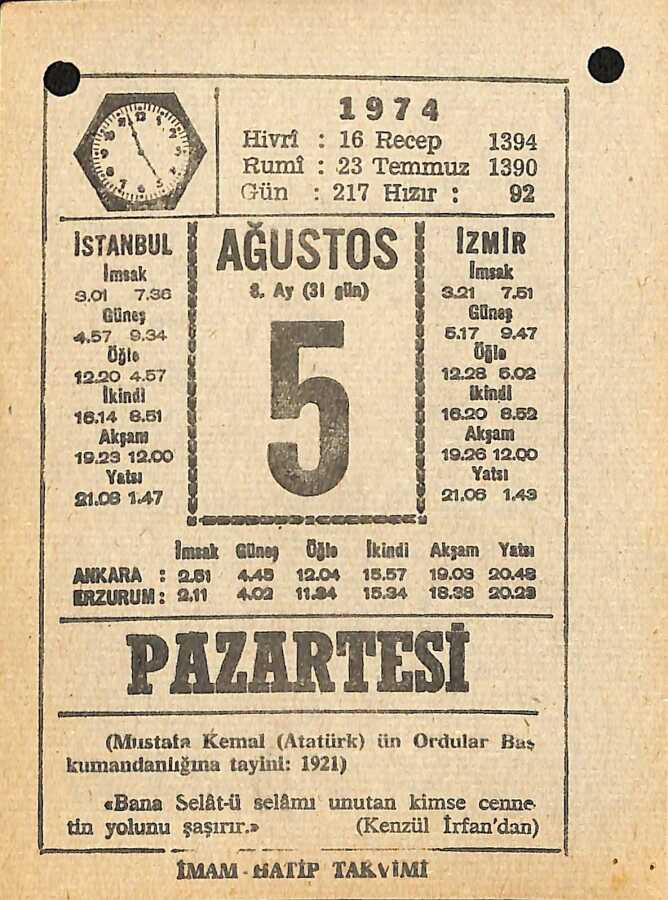 1974
Hivrî : 16 Recep 1394
Rumî : 23 Temmuz 1390
Gün : 217 Hızır : 92
İSTANBUL
İmsak
3.01 7.36
Güneş
4.57 9.34
Öğle
12.20 4.57
İkindi
16.14 8.51
Akşam
19.23 12.00
Yatsı
21.08 1.47
AĞUSTOS
8. Ay (31 gün)
5
İZMİR
İmsak
3.21 7.51
Güneş
5.17 9.47
Öğle
12.28 5.02
İkindi
16.20 8.52
Akşam
19.26 12.00
Yatsı
21.06 1.43
İmsak Güneş Öğle İkindi Akşam Yatsı
ANKARA : 2.51 4.45 12.04 15.57 19.03 20.48
ERZURUM : 2.11 4.02 11.34 15.34 18.38 20.23
PAZARTESİ
(Mustafa Kemal (Atatürk) ün Ordular Baş
kumandanlığına tayini: 1921)
«Bana Selât-ü selâmı unutan kimse cenne-
tin yolunu şaşırır.» (Kenzül İrfan'dan)
İMAM - HATİP TAKVİMİ